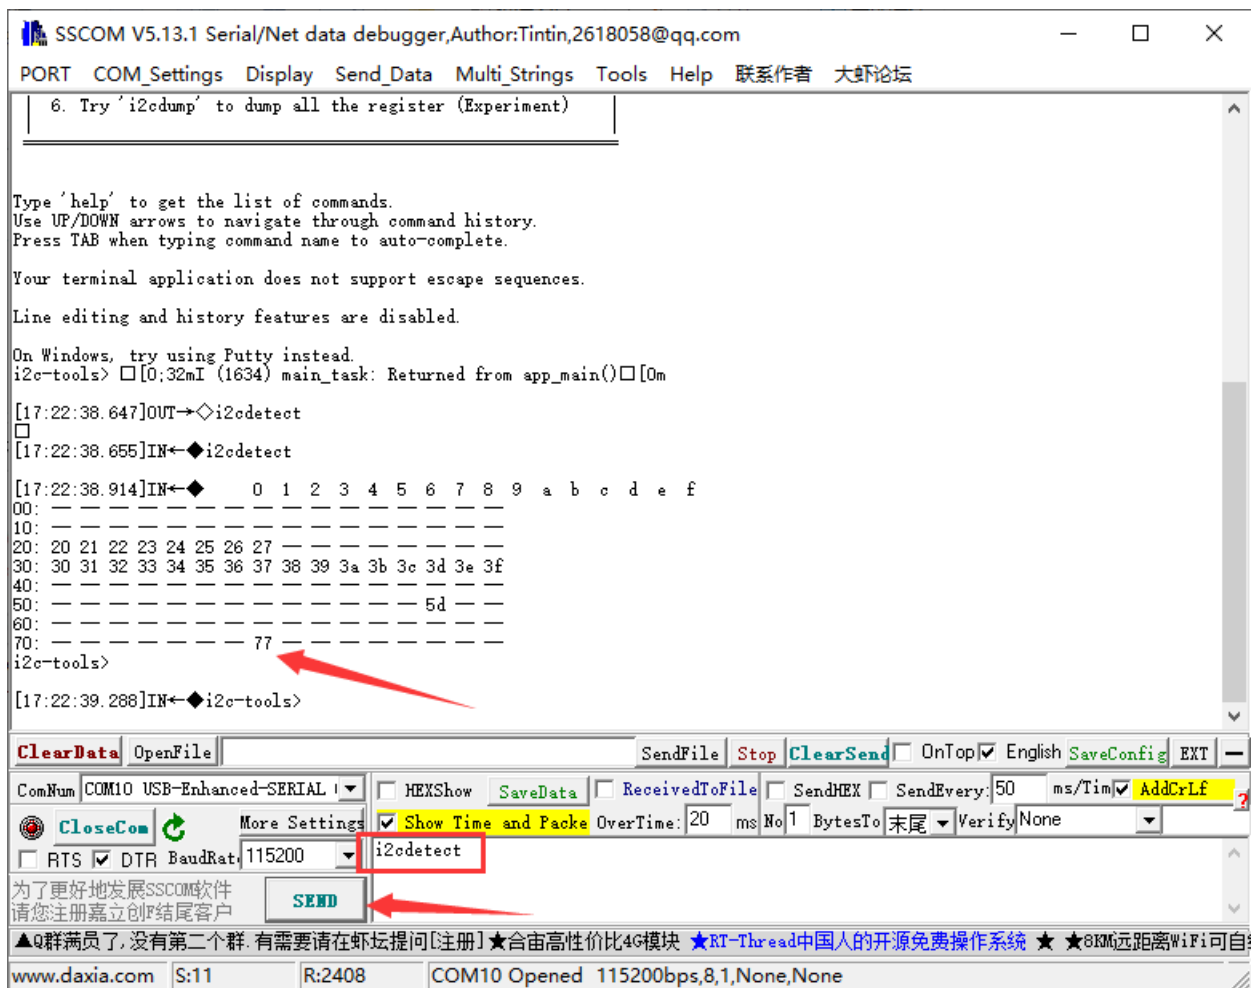 SSCOM V5.13.1 Serial/Net data debugger,Author:Tintin,2618058@qq.com
PORT COM_Settings Display Send_Data Multi_Strings Tools Help 联系作者 大虾论坛
6. Try 'i2cdump' to dump all the register (Experiment)
Type 'help' to get the list of commands.
Use UP/DOWN arrows to navigate through command history.
Press TAB when typing command name to auto-complete.
Your terminal application does not support escape sequences.
Line editing and history features are disabled.
On Windows, try using Putty instead.
i2c-tools> □[0;32mI (1634) main_task: Returned from app_main()□[0m
[17:22:38.647]OUT→◇i2cdetect
□
[17:22:38.655]IN←◆i2cdetect
[17:22:38.914]IN←◆ 0 1 2 3 4 5 6 7 8 9 a b c d e f
00: -- -- -- -- -- -- -- -- -- -- -- -- -- -- -- --
10: -- -- -- -- -- -- -- -- -- -- -- -- -- -- -- --
20: 20 21 22 23 24 25 26 27 -- -- -- -- -- -- -- --
30: 30 31 32 33 34 35 36 37 38 39 3a 3b 3c 3d 3e 3f
40: -- -- -- -- -- -- -- -- -- -- -- -- -- -- -- --
50: -- -- -- -- -- -- -- -- -- -- -- -- -- 5d -- --
60: -- -- -- -- -- -- -- -- -- -- -- -- -- -- -- --
70: -- -- -- -- -- -- -- 77 -- -- -- -- -- -- -- --
i2c-tools>
[17:22:39.288]IN←◆i2c-tools>
ClearData OpenFile SendFile Stop ClearSend OnTop English SaveConfig EXT —
ComNum COM10 USB-Enhanced-SERIAL HEXShow SaveData ReceivedToFile SendHEX SendEvery: 50 ms/Tim AddCrLf
CloseCom More Settings Show Time and Packe OverTime: 20 ms No 1 BytesTo 末尾 Verify None ?
RTS DTR BaudRat 115200 i2cdetect
为了更好地发展SSCOM软件
请您注册嘉立创F结尾客户
SEND
▲Q群满员了,没有第二个群.有需要请在虾坛提问[注册]★合宙高性价比4G模块 ★RT-Thread中国人的开源免费操作系统 ★ ★8KM远距离WiFi可自
www.daxia.com S:11 R:2408 COM10 Opened 115200bps,8,1,None,None